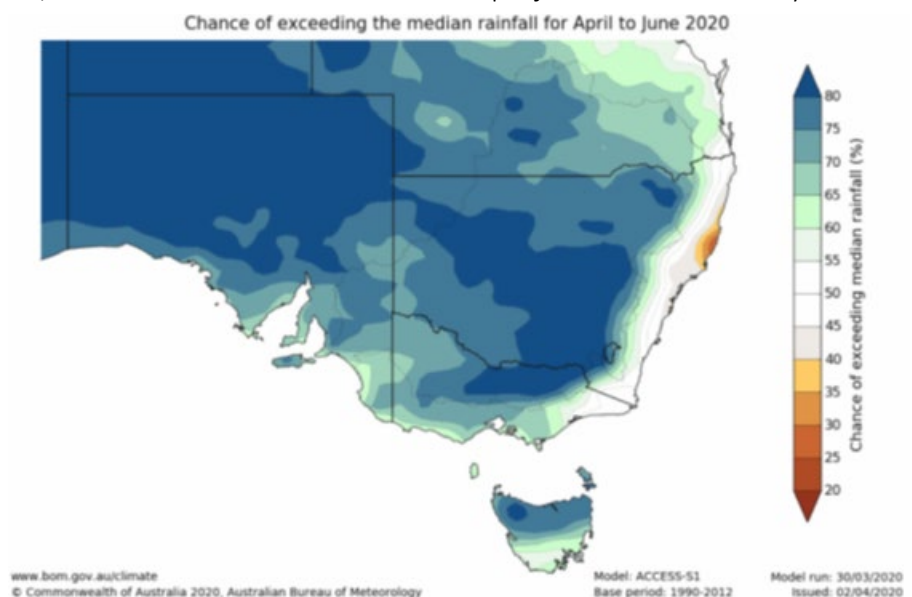 Chance of exceeding the median rainfall for April to June 2020
80
75
70
65
60
55
50
45
40
35
30
25
20
Chance of exceeding median rainfall (%)
www.bom.gov.au/climate
© Commonwealth of Australia 2020, Australian Bureau of Meteorology
Model: ACCESS-S1
Base period: 1990-2012
Model run: 30/03/2020
Issued: 02/04/2020